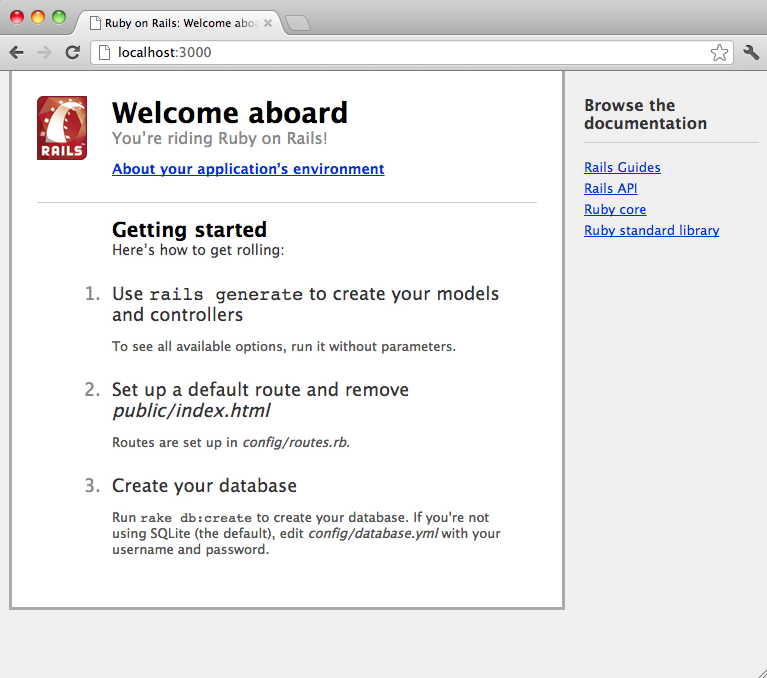 Ruby on Rails: Welcome abo
localhost:3000
RAILS
Welcome aboard
You’re riding Ruby on Rails!
About your application’s environment
Getting started
Here’s how to get rolling:
1. Use rails generate to create your models
and controllers
To see all available options, run it without parameters.
2. Set up a default route and remove
public/index.html
Routes are set up in config/routes.rb.
3. Create your database
Run rake db:create to create your database. If you're not
using SQLite (the default), edit config/database.yml with your
username and password.
Browse the
documentation
Rails Guides
Rails API
Ruby core
Ruby standard library